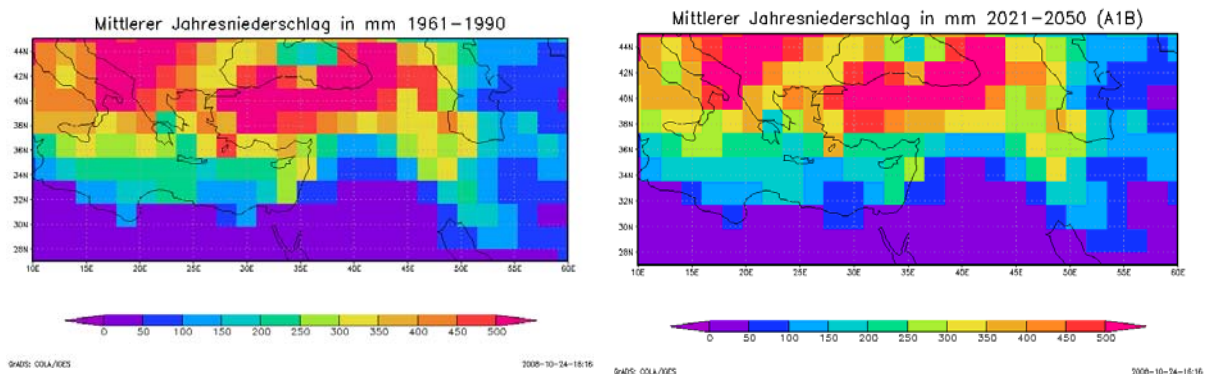 Mittlerer Jahresniederschlag in mm 1961–1990
44N
42N
40N
38N
36N
34N
32N
30N
28N
10E 15E 20E 25E 30E 35E 40E 45E 50E 55E 60E
0 50 100 150 200 250 300 350 400 450 500
GrADS: COLA/IGES 2008-10-24-16:16
Mittlerer Jahresniederschlag in mm 2021–2050 (A1B)
44N
42N
40N
38N
36N
34N
32N
30N
28N
10E 15E 20E 25E 30E 35E 40E 45E 50E 55E 60E
0 50 100 150 200 250 300 350 400 450 500
GrADS: COLA/IGES 2008-10-24-16:16